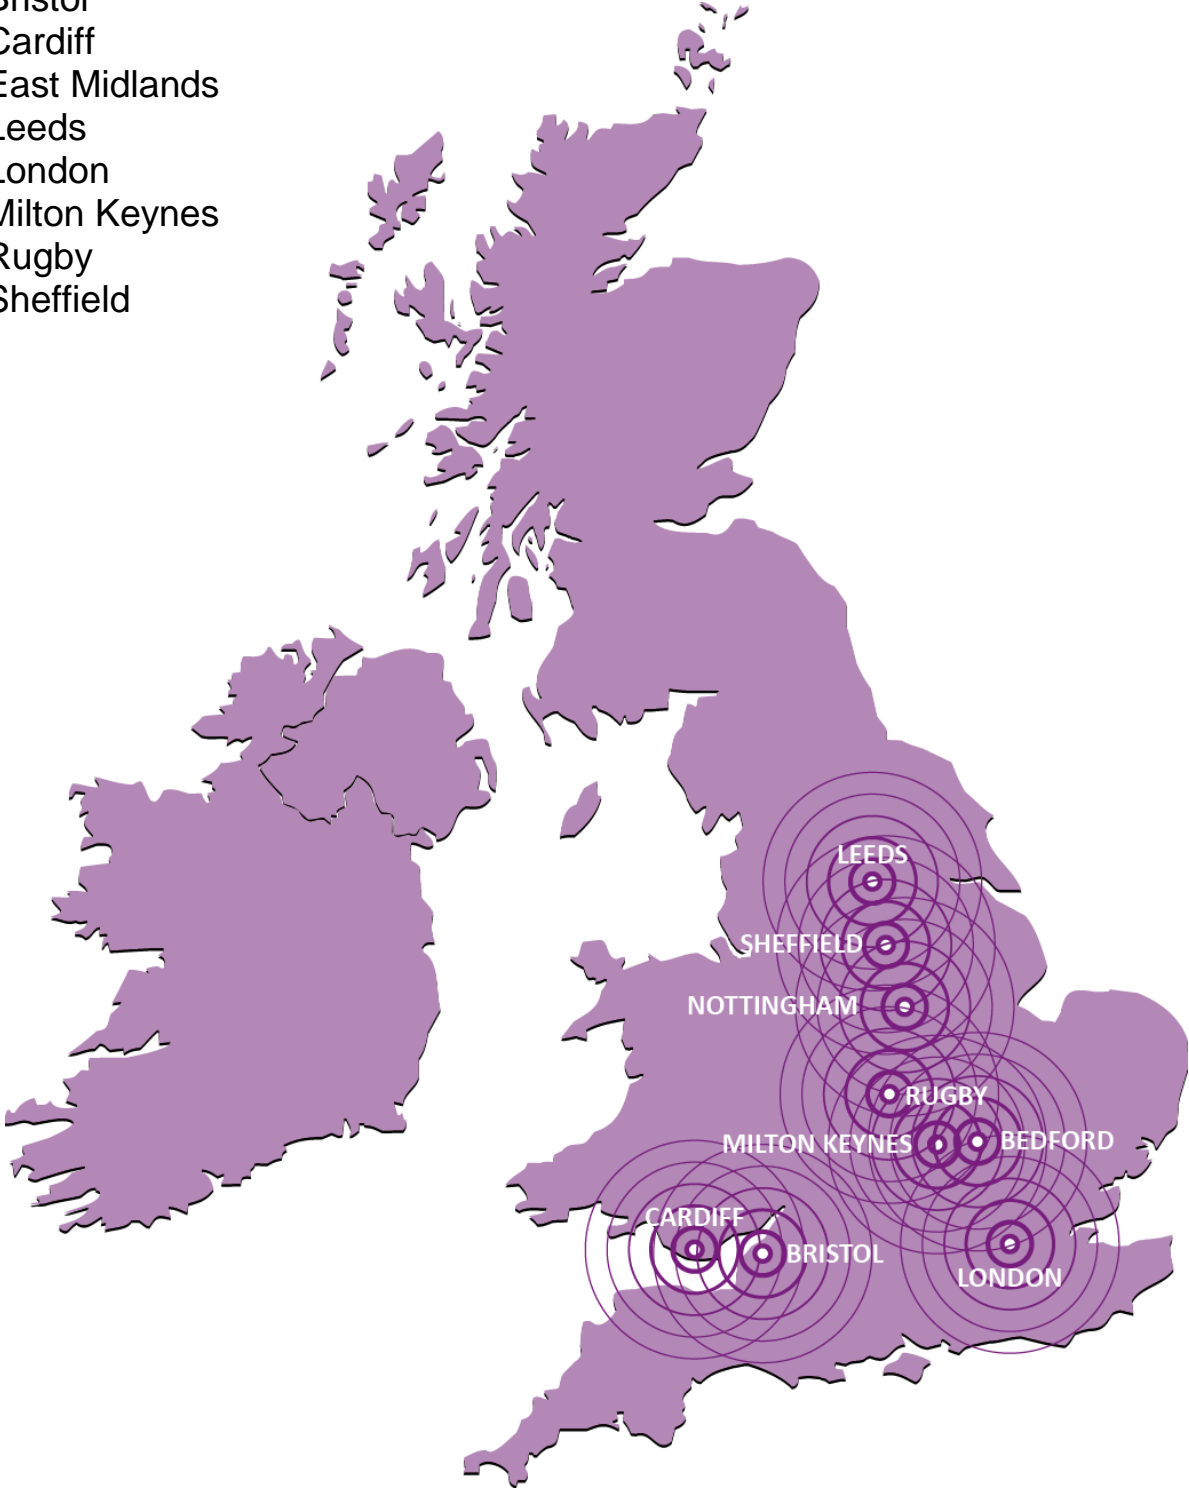 Bristol
Cardiff
East Midlands
Leeds
London
Milton Keynes
Rugby
Sheffield
LEEDS
SHEFFIELD
NOTTINGHAM
RUGBY
MILTON KEYNES
BEDFORD
CARDIFF
BRISTOL
LONDON